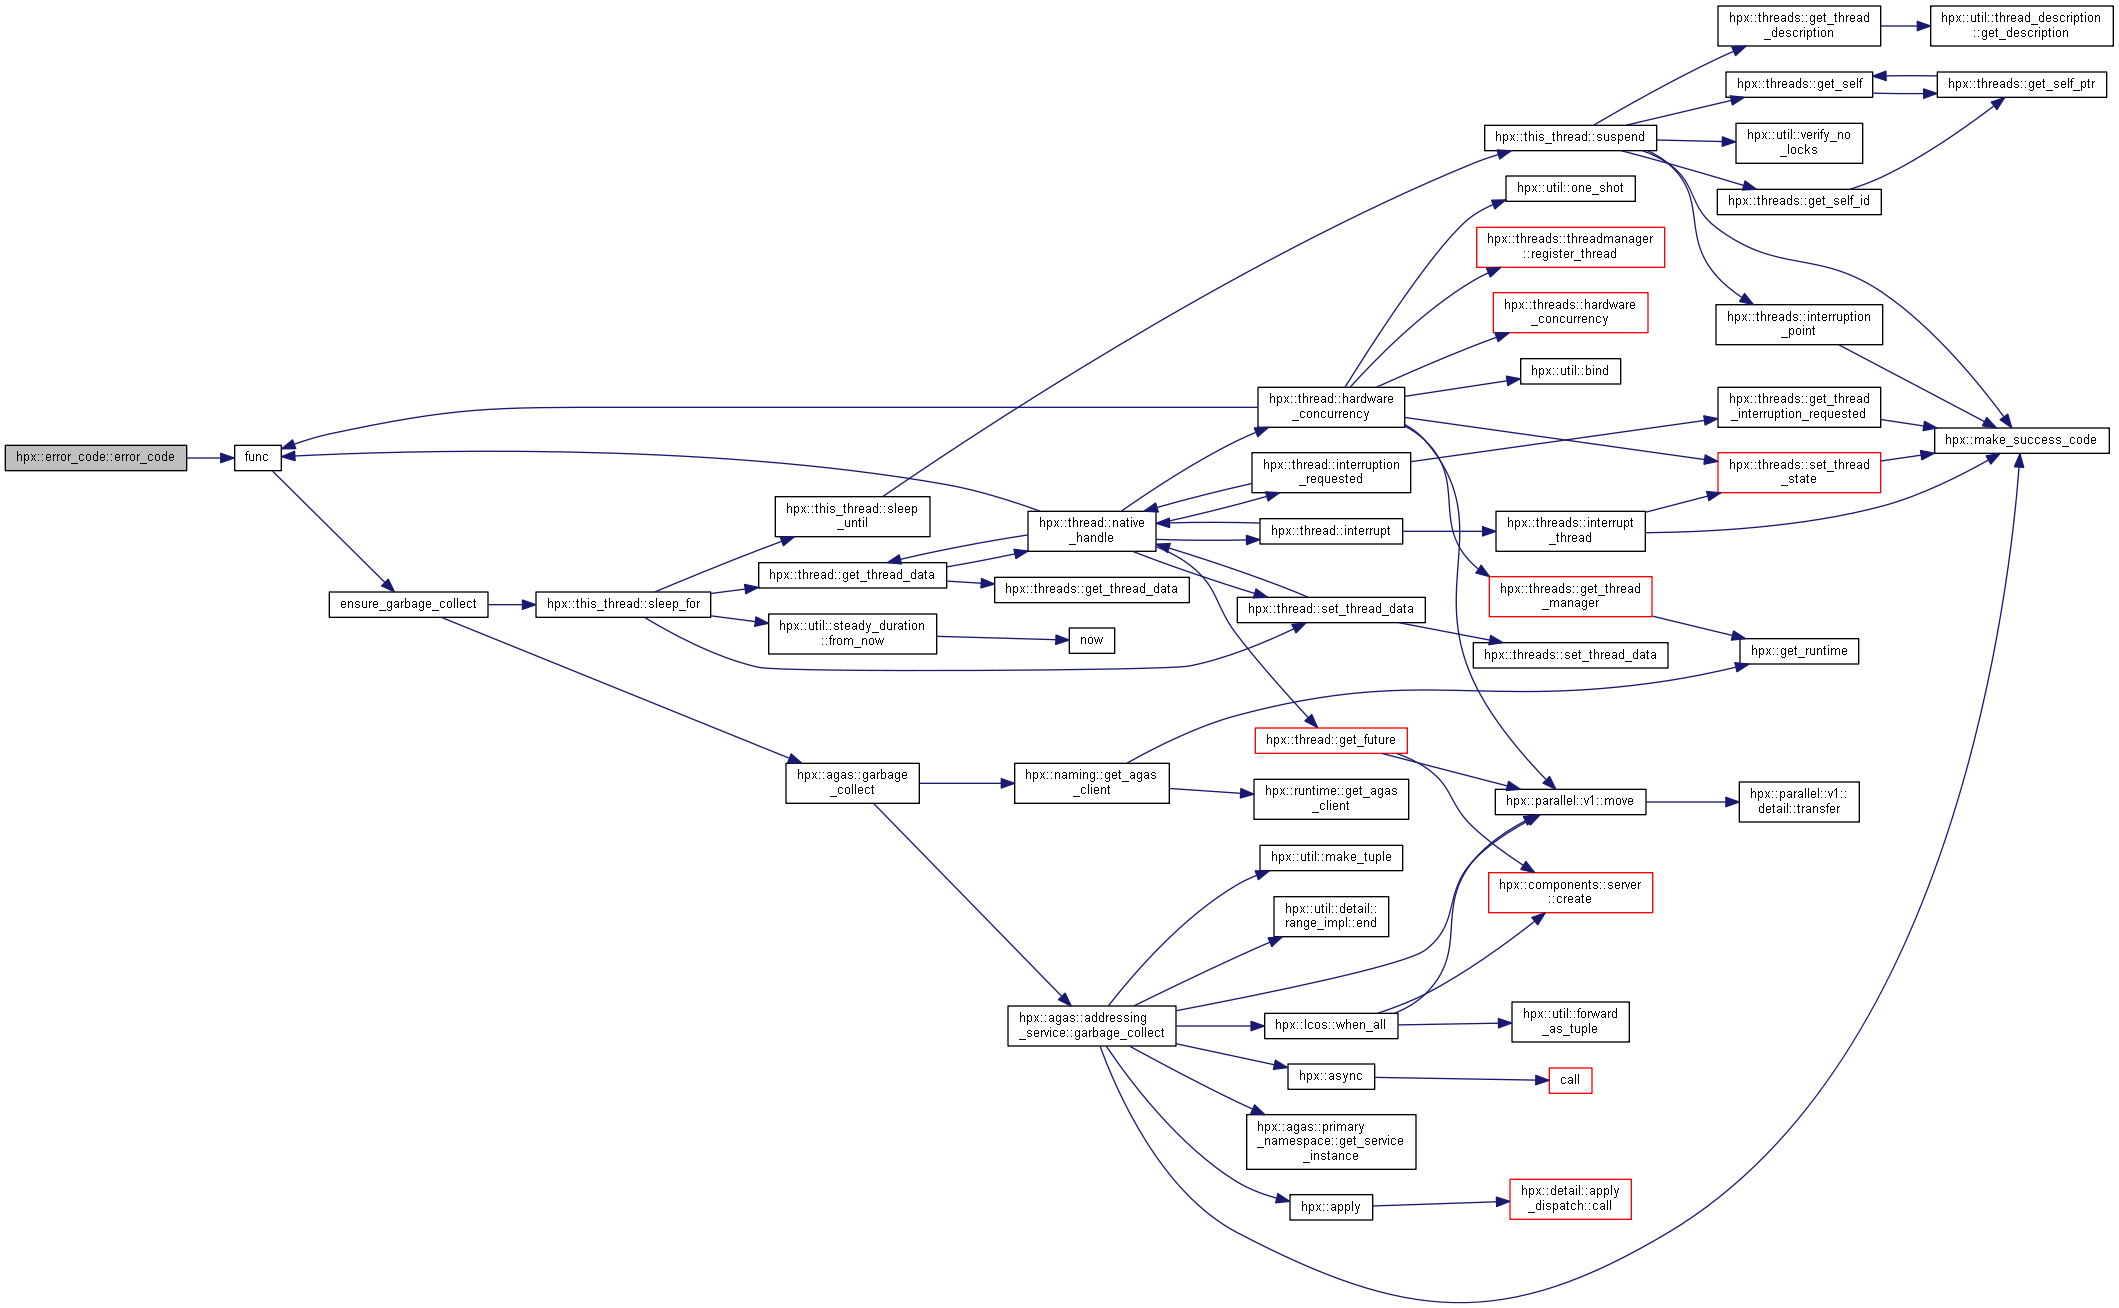 hpx::error_code::error_code
func
ensure_garbage_collect
hpx::this_thread::sleep_for
hpx::this_thread::sleep
_until
hpx::thread::get_thread_data
hpx::util::steady_duration
::from_now
hpx::agas::garbage
_collect
hpx::thread::native
_handle
hpx::threads::get_thread_data
now
hpx::naming::get_agas
_client
hpx::agas::addressing
_service::garbage_collect
hpx::thread::hardware
_concurrency
hpx::thread::interruption
_requested
hpx::thread::interrupt
hpx::thread::set_thread_data
hpx::thread::get_future
hpx::runtime::get_agas
_client
hpx::util::make_tuple
hpx::util::detail::
range_impl::end
hpx::lcos::when_all
hpx::async
hpx::agas::primary
_namespace::get_service
_instance
hpx::apply
hpx::this_thread::suspend
hpx::util::one_shot
hpx::threads::threadmanager
::register_thread
hpx::threads::hardware
_concurrency
hpx::util::bind
hpx::threads::interrupt
_thread
hpx::threads::get_thread
_manager
hpx::threads::set_thread_data
hpx::parallel::v1::move
hpx::components::server
::create
hpx::util::forward
_as_tuple
call
hpx::detail::apply
_dispatch::call
hpx::threads::get_thread
_description
hpx::threads::get_self
hpx::util::verify_no
_locks
hpx::threads::get_self_id
hpx::threads::interruption
_point
hpx::threads::get_thread
_interruption_requested
hpx::threads::set_thread
_state
hpx::get_runtime
hpx::parallel::v1::
detail::transfer
hpx::util::thread_description
::get_description
hpx::threads::get_self_ptr
hpx::make_success_code